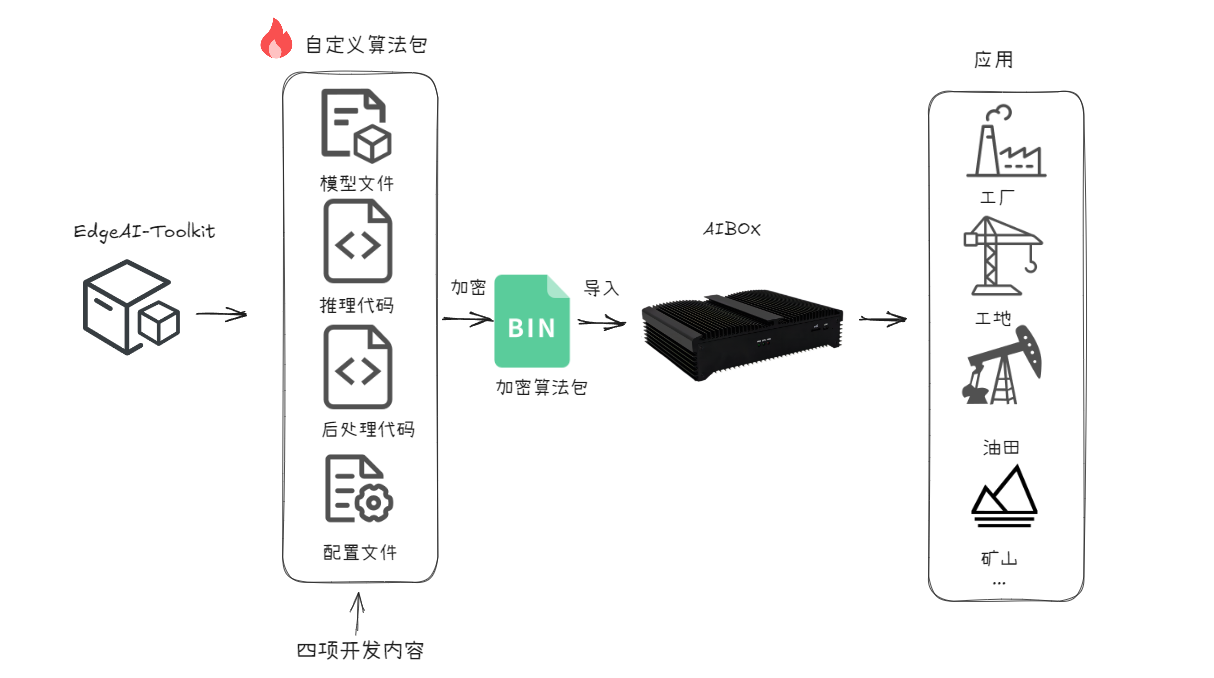 自定义算法包
应用
模型文件
工厂
EdgeAI-Toolkit
AIBOX
推理代码
加密
BIN
导入
工地
加密算法包
后处理代码
油田
配置文件
矿山
...
四项开发内容